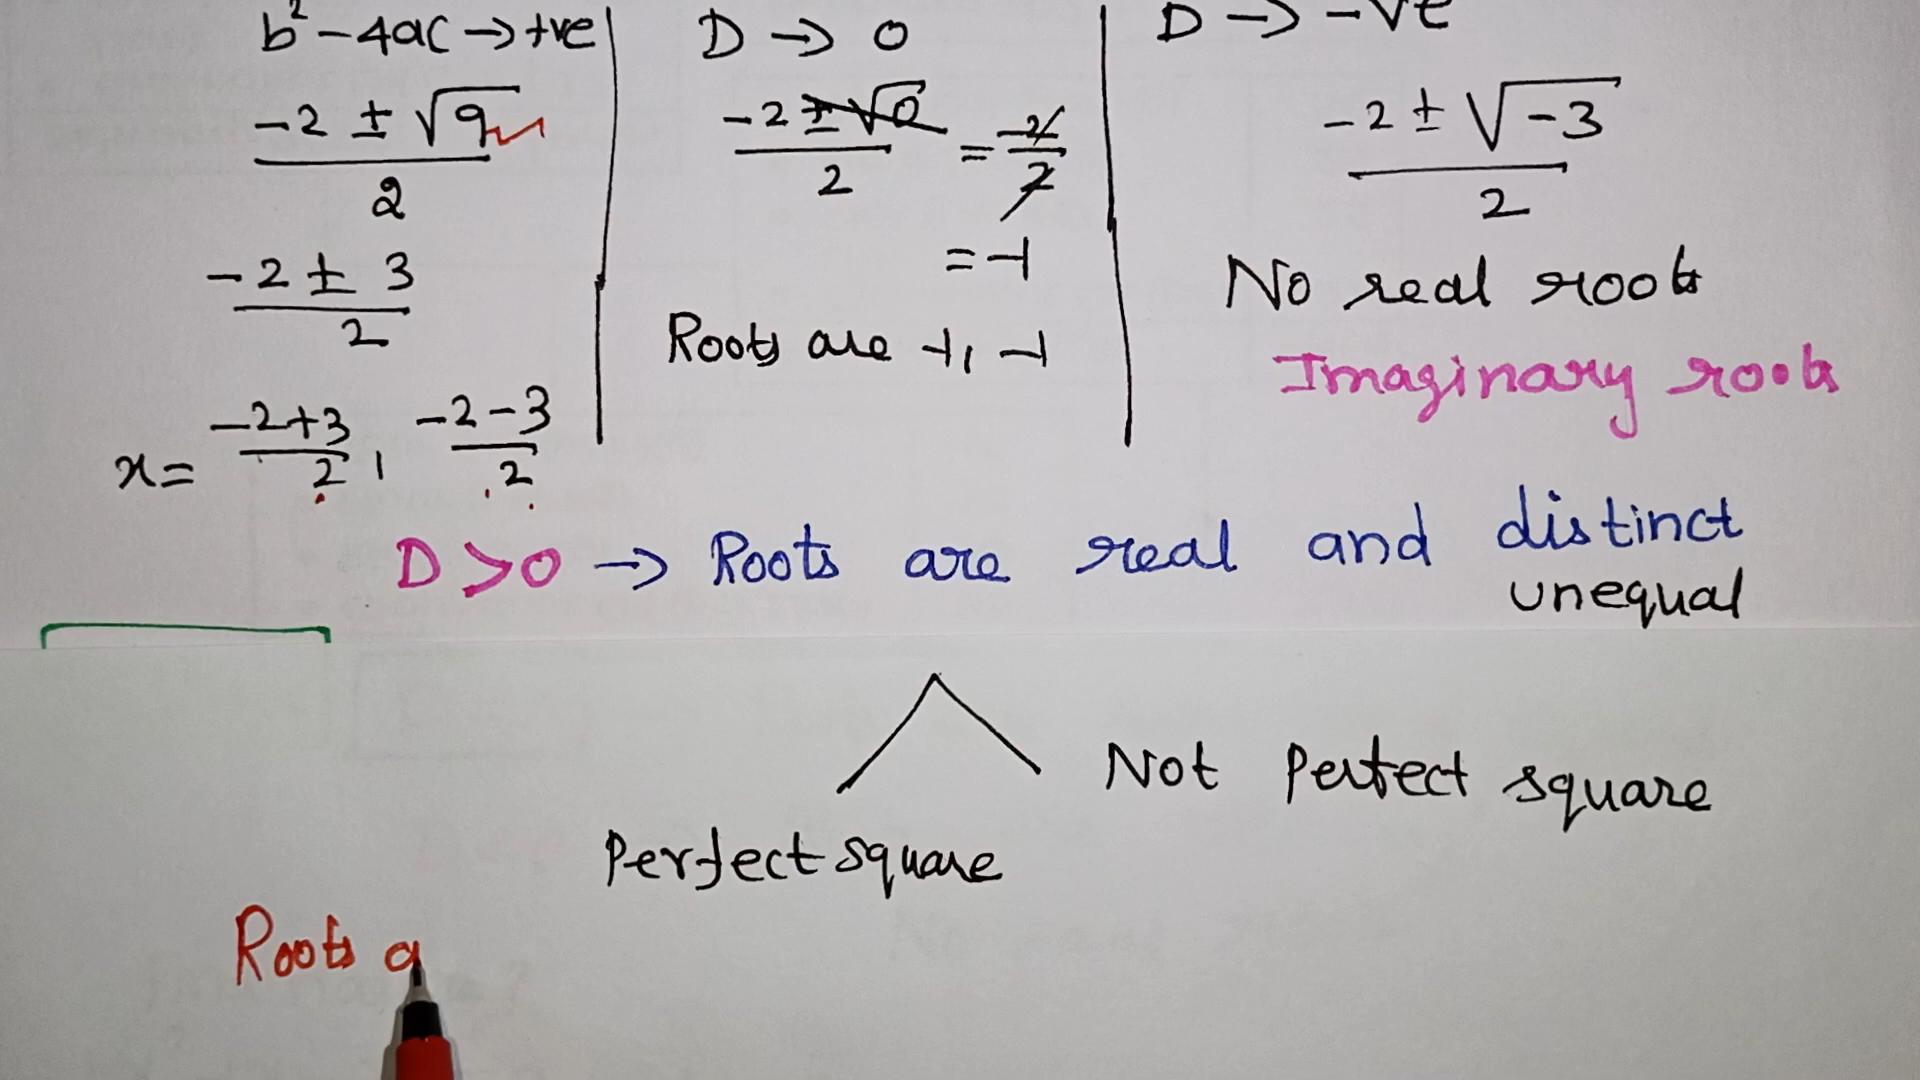 b² - 4ac → +ve
-2 ± √9
2
-2 ± 3
2
x = -2+3 , -2-3
2 2
D → 0
-2 ± √0 = -2
2 2
= -1
Roots are -1, -1
D → -ve
-2 ± √-3
2
No real roots
Imaginary roots
D > 0 → Roots are real and distinct
unequal
Not Perfect square
Perfect square
Roots a